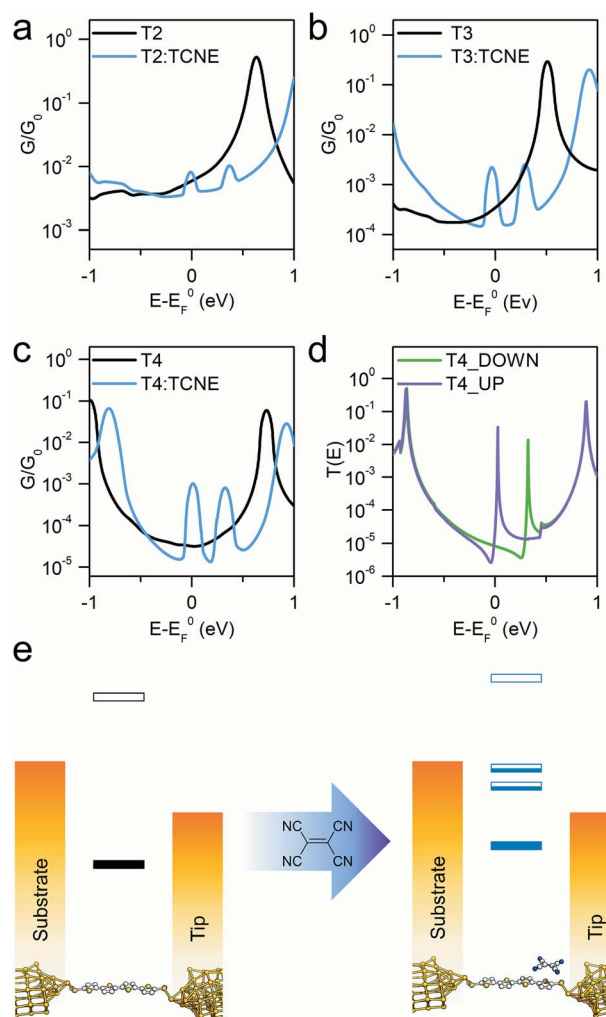 a
T2
T2:TCNE
G/G₀
10⁰
10⁻¹
10⁻²
10⁻³
-1 0 1
E-E_F⁰ (eV)
b
T3
T3:TCNE
G/G₀
10⁰
10⁻¹
10⁻²
10⁻³
10⁻⁴
-1 0 1
E-E_F⁰ (Ev)
c
T4
T4:TCNE
G/G₀
10⁰
10⁻¹
10⁻²
10⁻³
10⁻⁴
10⁻⁵
-1 0 1
E-E_F⁰ (eV)
d
T4_DOWN
T4_UP
T(E)
10⁰
10⁻¹
10⁻²
10⁻³
10⁻⁴
10⁻⁵
10⁻⁶
-1 0 1
E-E_F⁰ (eV)
e
Substrate
Tip
NC CN
NC CN
Substrate
Tip